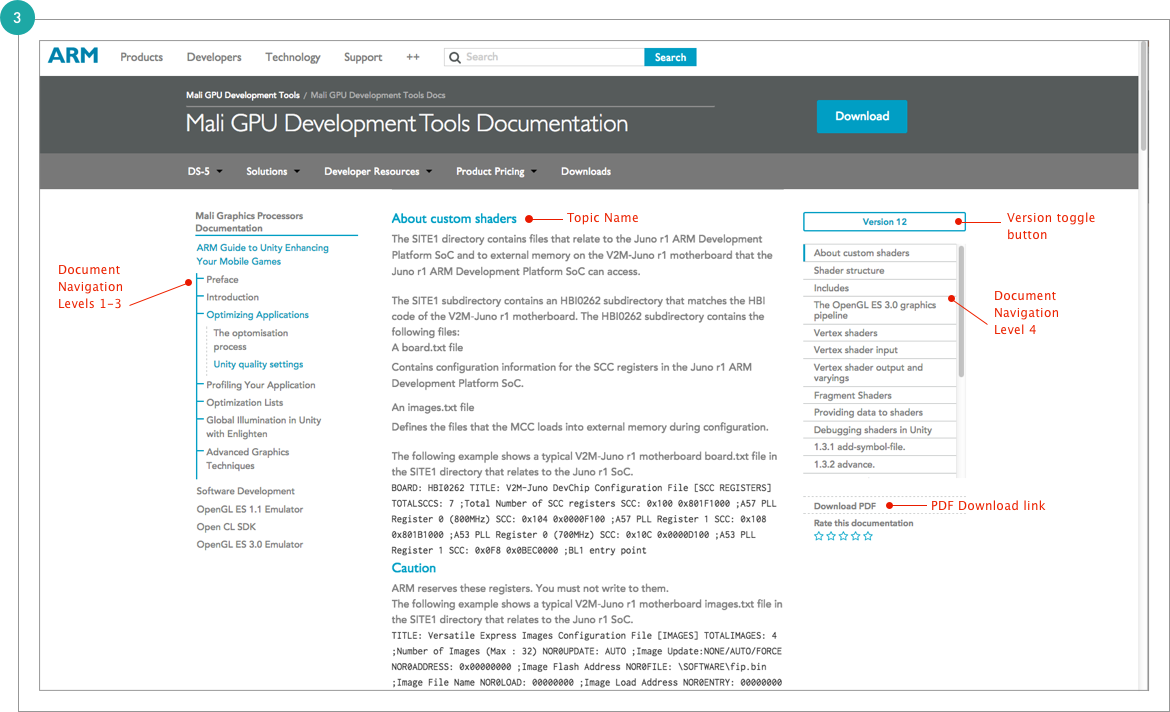 3
ARM
Products Developers Technology Support ++ Search Search
Mali GPU Development Tools / Mali GPU Development Tools Docs
Mali GPU Development Tools Documentation
Download
DS-5 Solutions Developer Resources Product Pricing Downloads
Document
Navigation
Levels 1-3
Mali Graphics Processors
Documentation
ARM Guide to Unity Enhancing
Your Mobile Games
Preface
Introduction
Optimizing Applications
The optomisation
process
Unity quality settings
Profiling Your Application
Optimization Lists
Global Illumination in Unity
with Enlighten
Advanced Graphics
Techniques
Software Development
OpenGL ES 1.1 Emulator
Open CL SDK
OpenGL ES 3.0 Emulator
About custom shaders
Topic Name
The SITE1 directory contains files that relate to the Juno r1 ARM Development
Platform SoC and to external memory on the V2M-Juno r1 motherboard that the
Juno r1 ARM Development Platform SoC can access.
The SITE1 subdirectory contains an HBI0262 subdirectory that matches the HBI
code of the V2M-Juno r1 motherboard. The HBI0262 subdirectory contains the
following files:
A board.txt file
Contains configuration information for the SCC registers in the Juno r1 ARM
Development Platform SoC.
An images.txt file
Defines the files that the MCC loads into external memory during configuration.
The following example shows a typical V2M-Juno r1 motherboard board.txt file in
the SITE1 directory that relates to the Juno r1 SoC.
BOARD: HBI0262 TITLE: V2M-Juno DevChip Configuration File [SCC REGISTERS]
TOTALSCCS: 7 ;Total Number of SCC registers SCC: 0x100 0x801F1000 ;A57 PLL
Register 0 (800MHz) SCC: 0x104 0x0000F100 ;A57 PLL Register 1 SCC: 0x108
0x801B1000 ;A53 PLL Register 0 (700MHz) SCC: 0x10C 0x0000D100 ;A53 PLL
Register 1 SCC: 0x0F8 0x0BEC0000 ;BL1 entry point
Caution
ARM reserves these registers. You must not write to them.
The following example shows a typical V2M-Juno r1 motherboard images.txt file in
the SITE1 directory that relates to the Juno r1 SoC.
TITLE: Versatile Express Images Configuration File [IMAGES] TOTALIMAGES: 4
;Number of Images (Max : 32) NOR0UPDATE: AUTO ;Image Update:NONE/AUTO/FORCE
NOR0ADDRESS: 0x00000000 ;Image Flash Address NOR0FILE: \SOFTWARE\fip.bin
;Image File Name NOR0LOAD: 00000000 ;Image Load Address NOR0ENTRY: 00000000
Version 12
Version toggle
button
About custom shaders
Shader structure
Includes
The OpenGL ES 3.0 graphics
pipeline
Vertex shaders
Vertex shader input
Vertex shader output and
varyings
Fragment Shaders
Providing data to shaders
Debugging shaders in Unity
1.3.1 add-symbol-file.
1.3.2 advance.
Document
Navigation
Level 4
Download PDF
PDF Download link
Rate this documentation